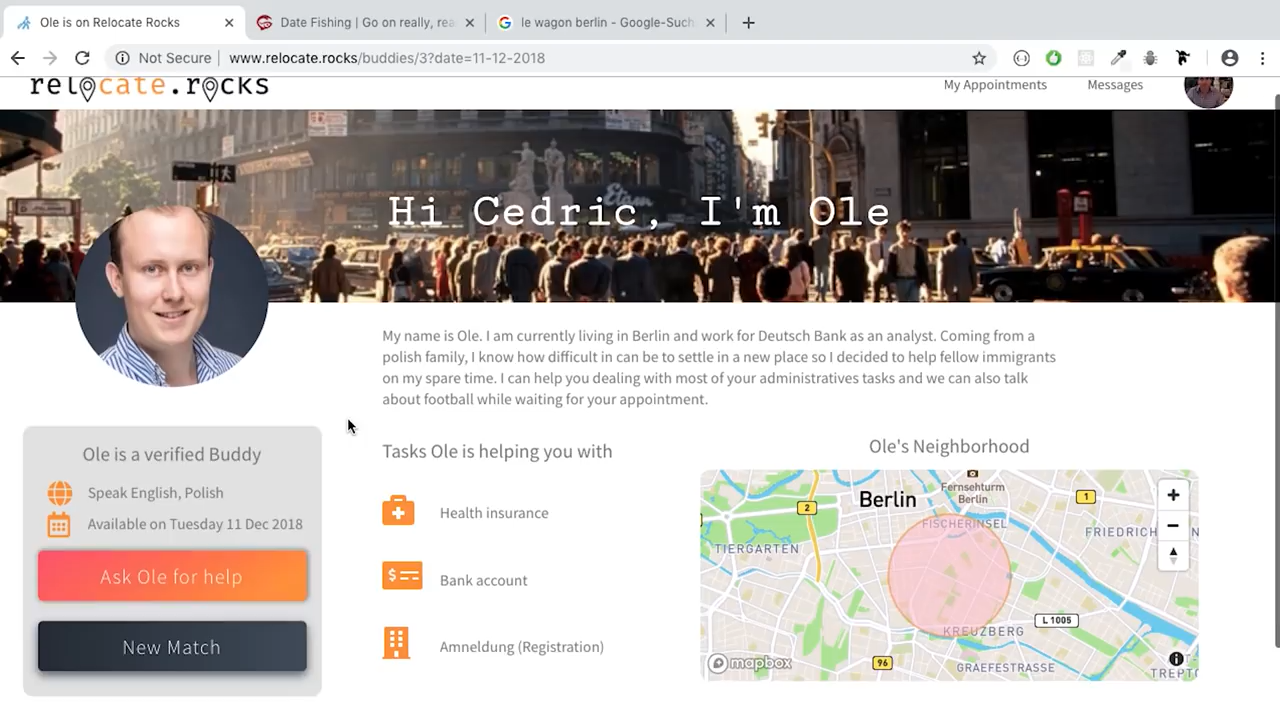 Ole is on Relocate Rocks
Date Fishing | Go on really, rea
le wagon berlin - Google-Such
Not Secure
www.relocate.rocks/buddies/3?date=11-12-2018
relocate.rocks
My Appointments
Messages
Etam
Hi Cedric, I'm Ole
My name is Ole. I am currently living in Berlin and work for Deutsch Bank as an analyst. Coming from a
polish family, I know how difficult in can be to settle in a new place so I decided to help fellow immigrants
on my spare time. I can help you dealing with most of your administratives tasks and we can also talk
about football while waiting for your appointment.
Ole is a verified Buddy
Speak English, Polish
Available on Tuesday 11 Dec 2018
Ask Ole for help
New Match
Tasks Ole is helping you with
Health insurance
Bank account
Amneldung (Registration)
Ole's Neighborhood
Berlin
Fernsehturm
Berlin
1
2
FISCHERINSEL
FRIEDRICH
N
TIERGARTEN
L 1005
KREUZBERG
96
GRAEFESTRASSE
TREPT
mapbox